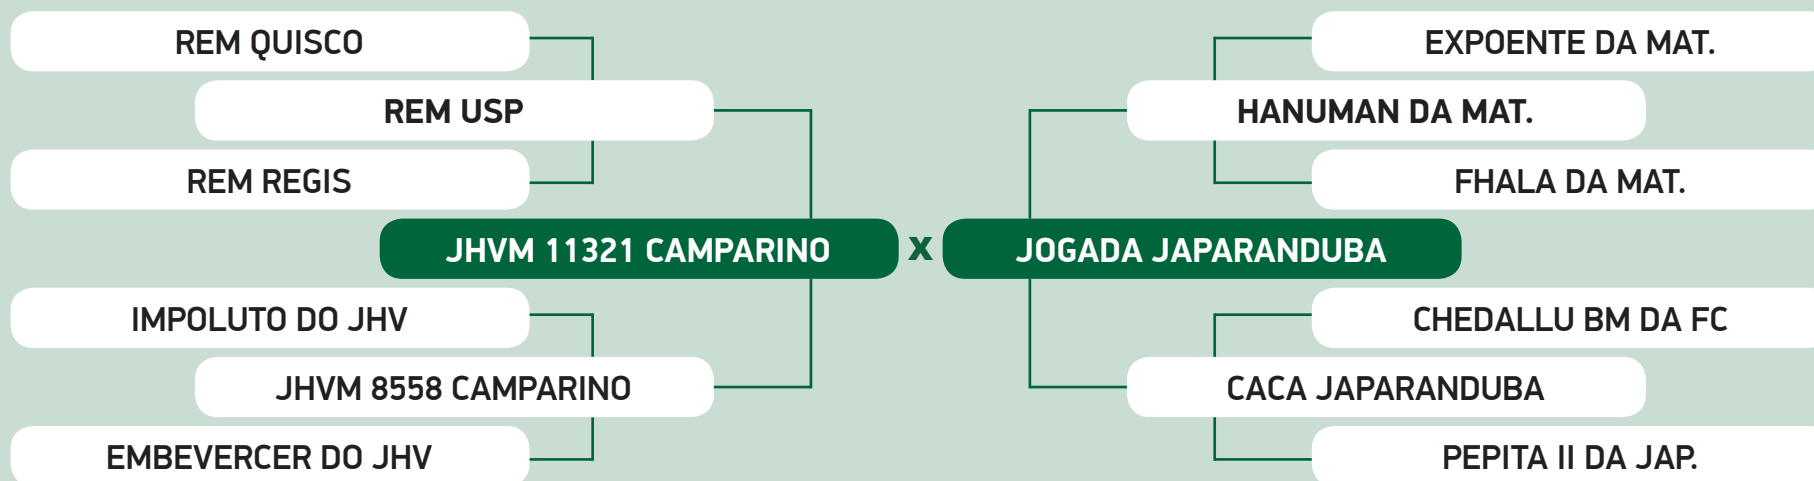 REM QUISCO
EXPOENTE DA MAT.
REM USP
HANUMAN DA MAT.
REM REGIS
FHALA DA MAT.
JHVM 11321 CAMPARINO X JOGADA JAPARANDUBA
IMPOLUTO DO JHV
CHEDALLU BM DA FC
JHVM 8558 CAMPARINO
CACA JAPARANDUBA
EMBEVERCER DO JHV
PEPITA II DA JAP.